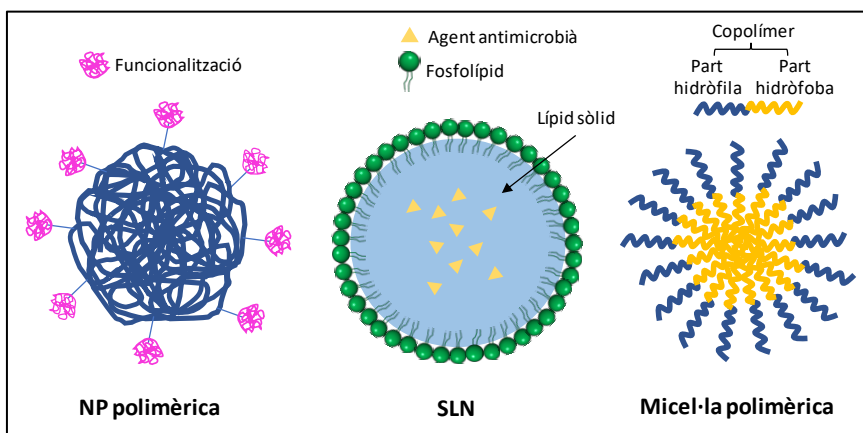 Funcionalització
Agent antimicrobià
Fosfolípid
Lípid sòlid
Copolímer
Part
hidròfila
Part
hidròfoba
NP polimèrica
SLN
Micel·la polimèrica